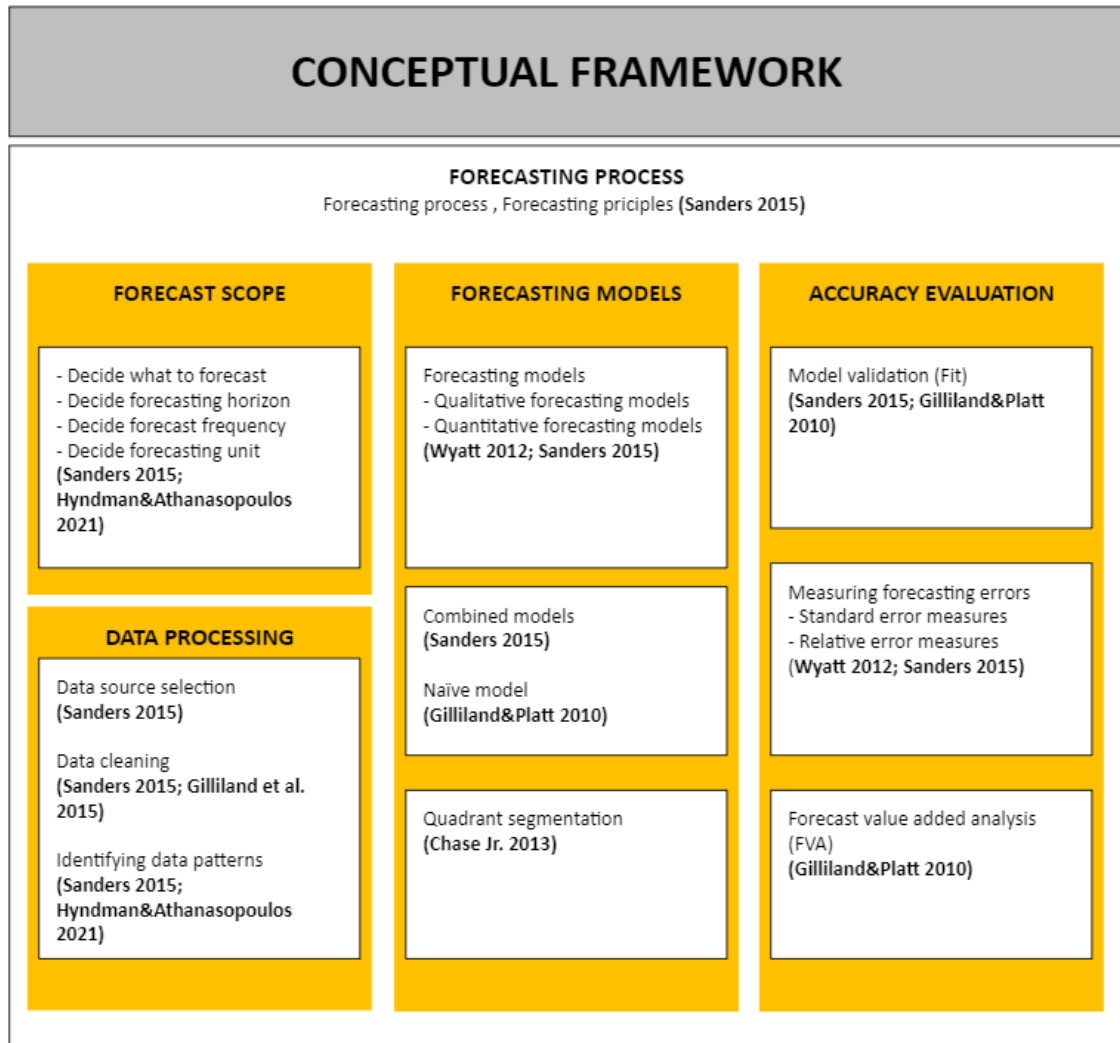 CONCEPTUAL FRAMEWORK
FORECASTING PROCESS
Forecasting process , Forecasting priciples (Sanders 2015)
FORECAST SCOPE
- Decide what to forecast
- Decide forecasting horizon
- Decide forecast frequency
- Decide forecasting unit
(Sanders 2015;
Hyndman&Athanasopoulos
2021)
DATA PROCESSING
Data source selection
(Sanders 2015)
Data cleaning
(Sanders 2015; Gilliland et al.
2015)
Identifying data patterns
(Sanders 2015;
Hyndman&Athanasopoulos
2021)
FORECASTING MODELS
Forecasting models
- Qualitative forecasting models
- Quantitative forecasting models
(Wyatt 2012; Sanders 2015)
Combined models
(Sanders 2015)
Naïve model
(Gilliland&Platt 2010)
Quadrant segmentation
(Chase Jr. 2013)
ACCURACY EVALUATION
Model validation (Fit)
(Sanders 2015; Gilliland&Platt
2010)
Measuring forecasting errors
- Standard error measures
- Relative error measures
(Wyatt 2012; Sanders 2015)
Forecast value added analysis
(FVA)
(Gilliland&Platt 2010)